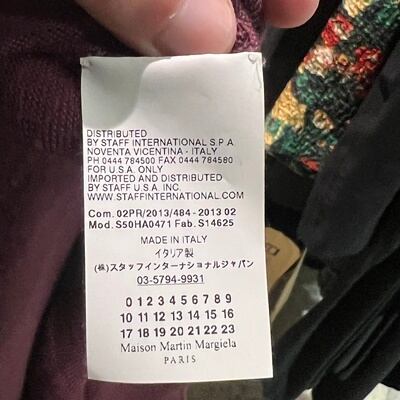 DISTRIBUTED
BY STAFF INTERNATIONAL S.P.A
NOVENTA VICENTINA - ITALY
PH 0444 784500 FAX 0444 784580
FOR U.S.A. ONLY
IMPORTED AND DISTRIBUTED
BY STAFF U.S.A. INC.
WWW.STAFFINTERNATIONAL.COM
Com. 02PR/2013/484 - 2013 02
Mod. S50HA0471 Fab. S14625
MADE IN ITALY
イタリア製
(株)スタッフインターナショナルジャパン
03-5794-9931
0 1 2 3 4 5 6 7 8 9
10 11 12 13 14 15 16
17 18 19 20 21 22 23
Maison Martin Margiela
PARIS